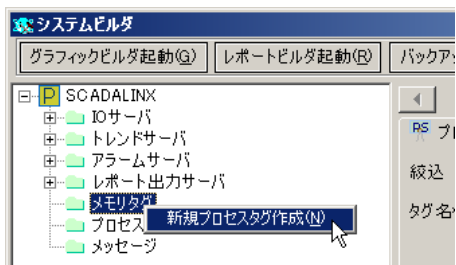 システムビルダ
グラフィックビルダ起動(G) レポートビルダ起動(R) バックア
SCADALINX
IOサーバ
トレンドサーバ
アラームサーバ
レポート出力サーバ
メモリタグ
新規プロセスタグ作成(N)
プロセス
メッセージ
プロ
絞込
タグ名